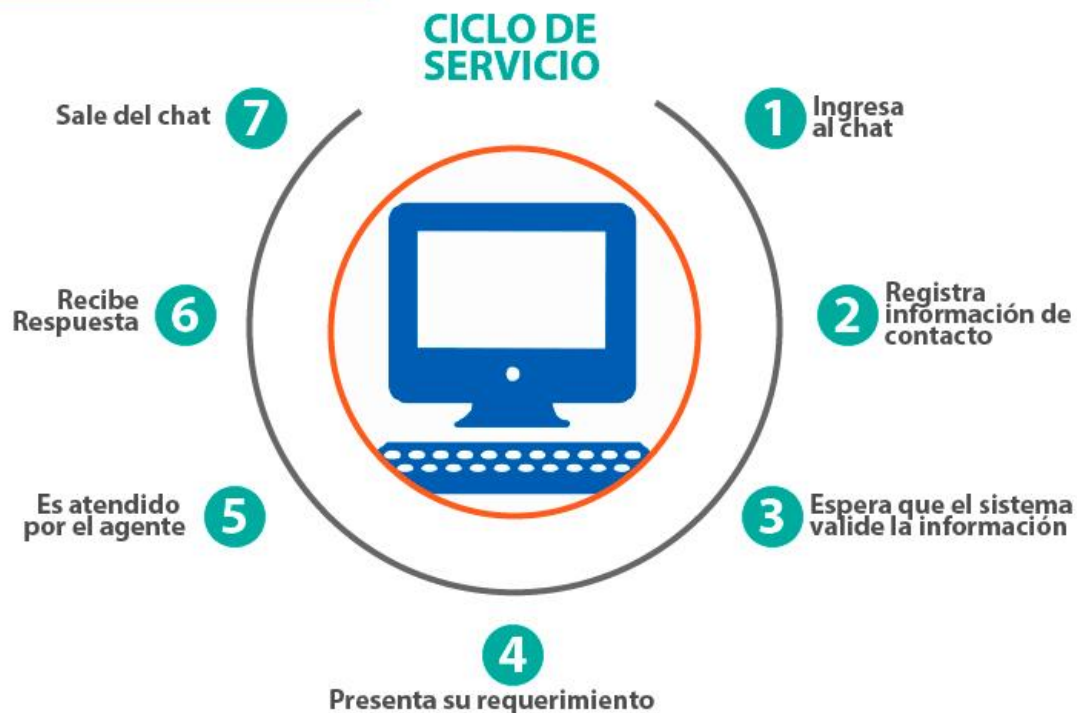 CICLO DE
SERVICIO
1 Ingresa
al chat
2 Registra
información de
contacto
3 Espera que el sistema
valide la información
4
Presenta su requerimiento
5 Es atendido
por el agente
6 Recibe
Respuesta
7 Sale del chat